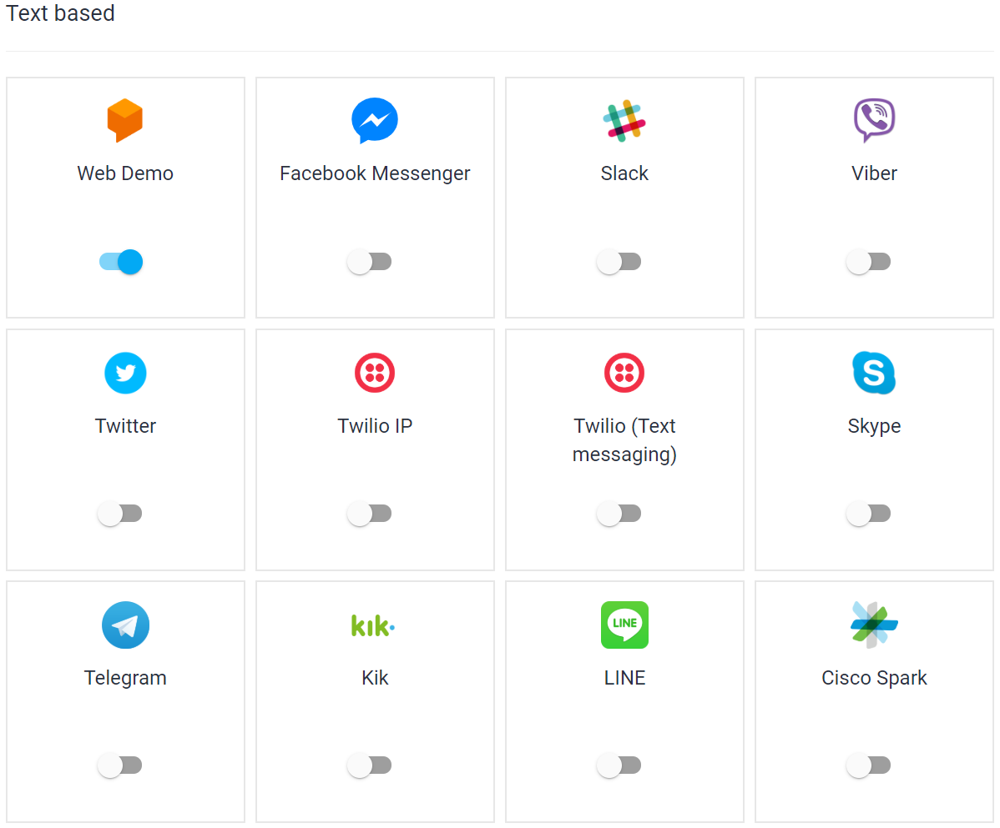 Text based
Web Demo
Facebook Messenger
Slack
Viber
Twitter
Twilio IP
Twilio (Text
messaging)
S
Skype
Telegram
kik
Kik
LINE
LINE
Cisco Spark